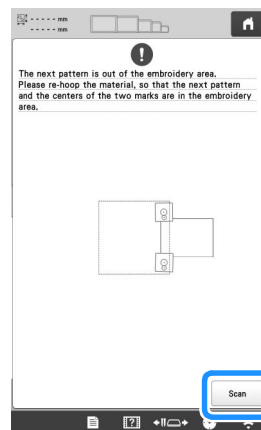 - - - - - mm
- - - - - mm
The next pattern is out of the embroidery area.
Please re-hoop the material, so that the next pattern
and the centers of the two marks are in the embroidery
area.
Scan